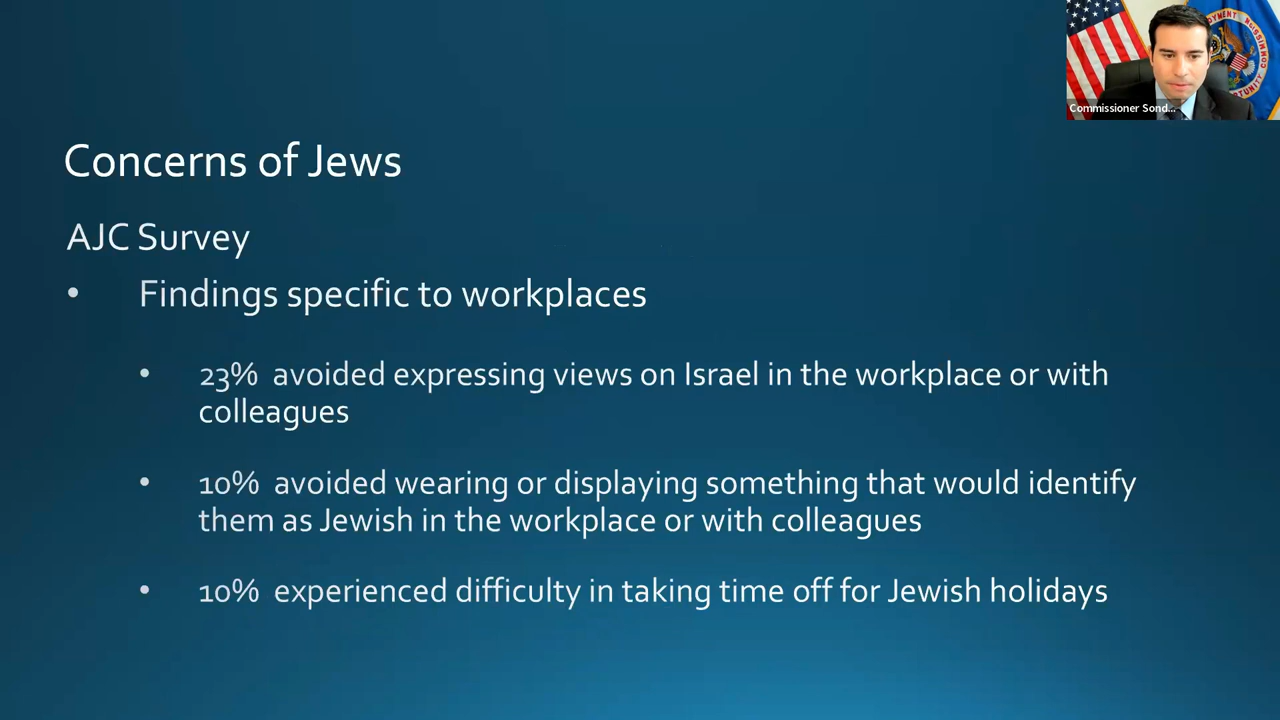 Commissioner Sond...
Concerns of Jews
AJC Survey
• Findings specific to workplaces
• 23% avoided expressing views on Israel in the workplace or with
colleagues
• 10% avoided wearing or displaying something that would identify
them as Jewish in the workplace or with colleagues
• 10% experienced difficulty in taking time off for Jewish holidays